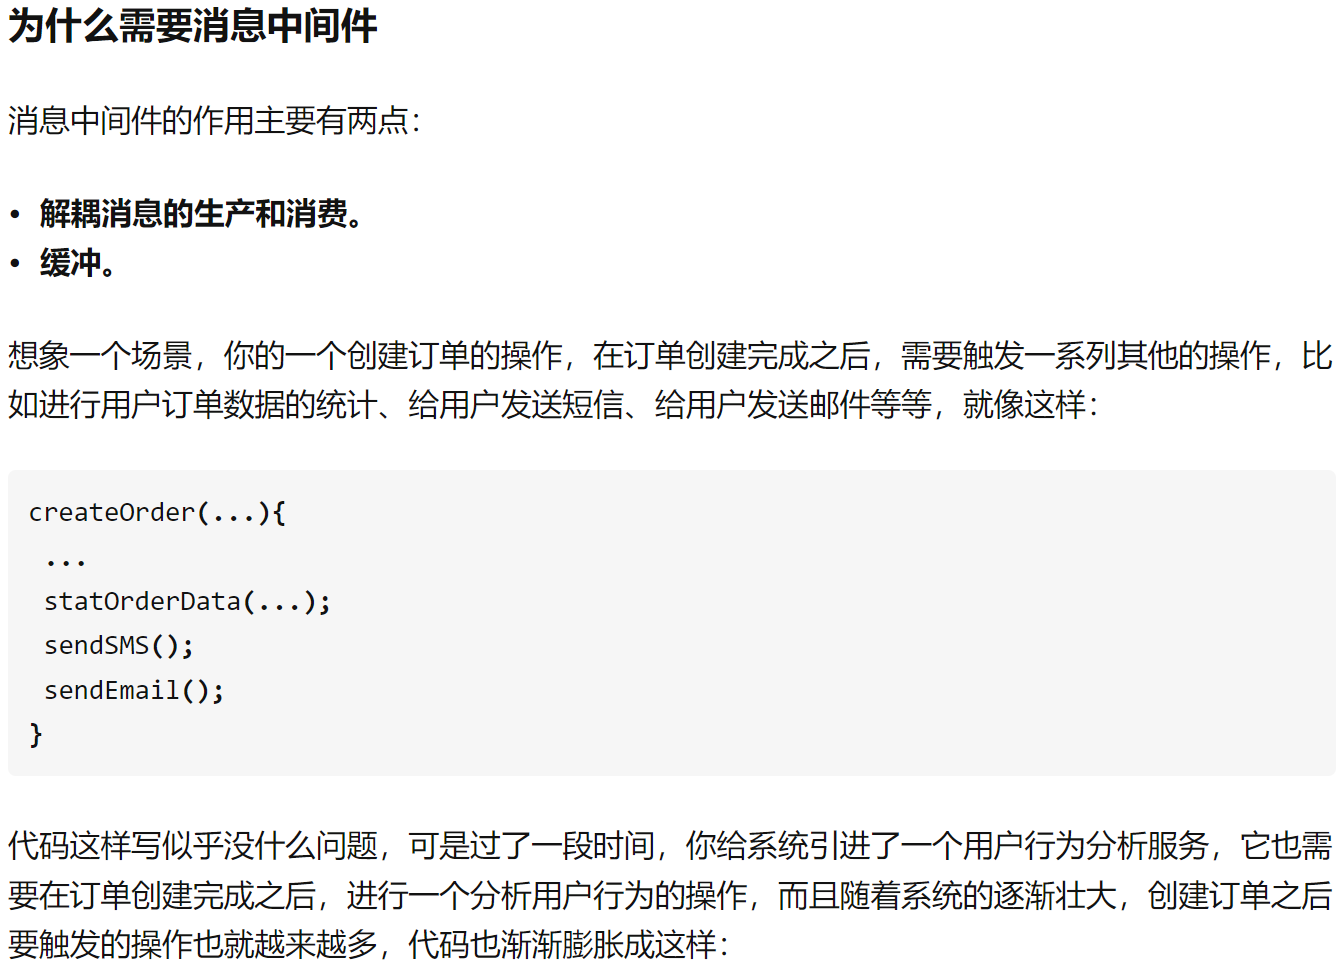 为什么需要消息中间件
消息中间件的作用主要有两点：
• 解耦消息的生产和消费。
• 缓冲。
想象一个场景，你的一个创建订单的操作，在订单创建完成之后，需要触发一系列其他的操作，比
如进行用户订单数据的统计、给用户发送短信、给用户发送邮件等等，就像这样：
createOrder(...){
 ...
 statOrderData(...);
 sendSMS();
 sendEmail();
}
代码这样写似乎没什么问题，可是过了一段时间，你给系统引进了一个用户行为分析服务，它也需
要在订单创建完成之后，进行一个分析用户行为的操作，而且随着系统的逐渐壮大，创建订单之后
要触发的操作也就越来越多，代码也渐渐膨胀成这样：